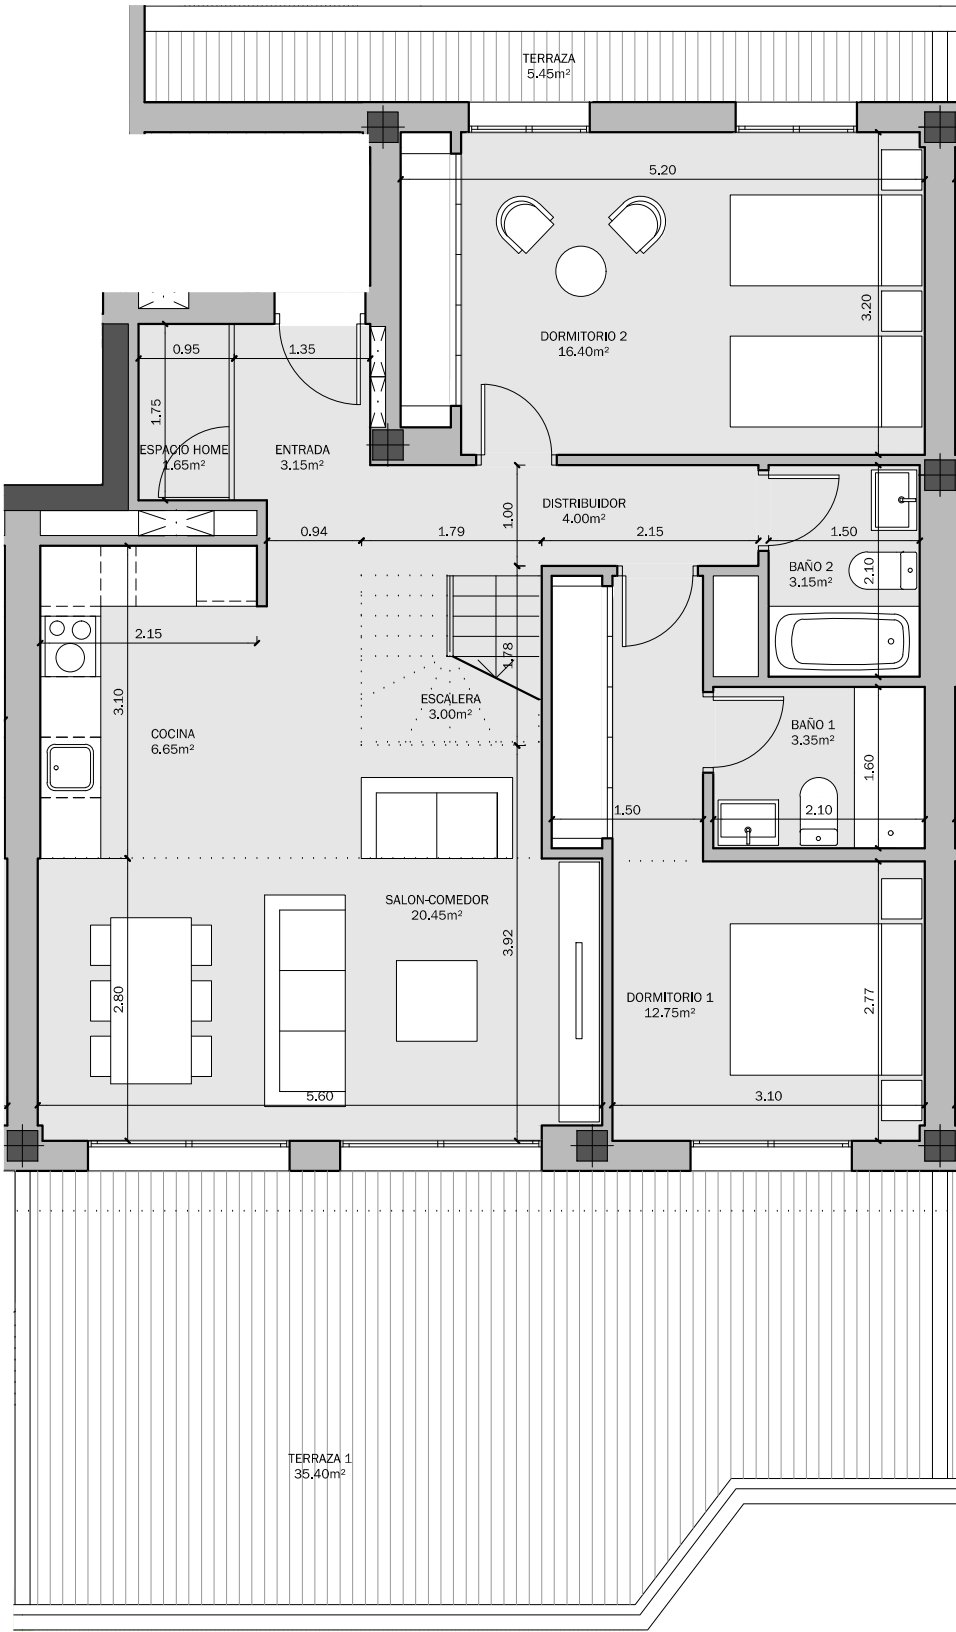 TERRAZA
5.45m²
5.20
3.20
DORMITORIO 2
16.40m²
0.95
1.35
1.75
ESPACIO HOME
1.65m²
ENTRADA
3.15m²
DISTRIBUIDOR
4.00m²
1.00
0.94
1.79
2.15
1.50
BAÑO 2
3.15m²
2.10
2.15
1.78
3.10
ESCALERA
3.00m²
COCINA
6.65m²
BAÑO 1
3.35m²
1.60
1.50
2.10
SALON-COMEDOR
20.45m²
3.92
2.80
DORMITORIO 1
12.75m²
2.77
5.60
3.10
TERRAZA 1
35.40m²